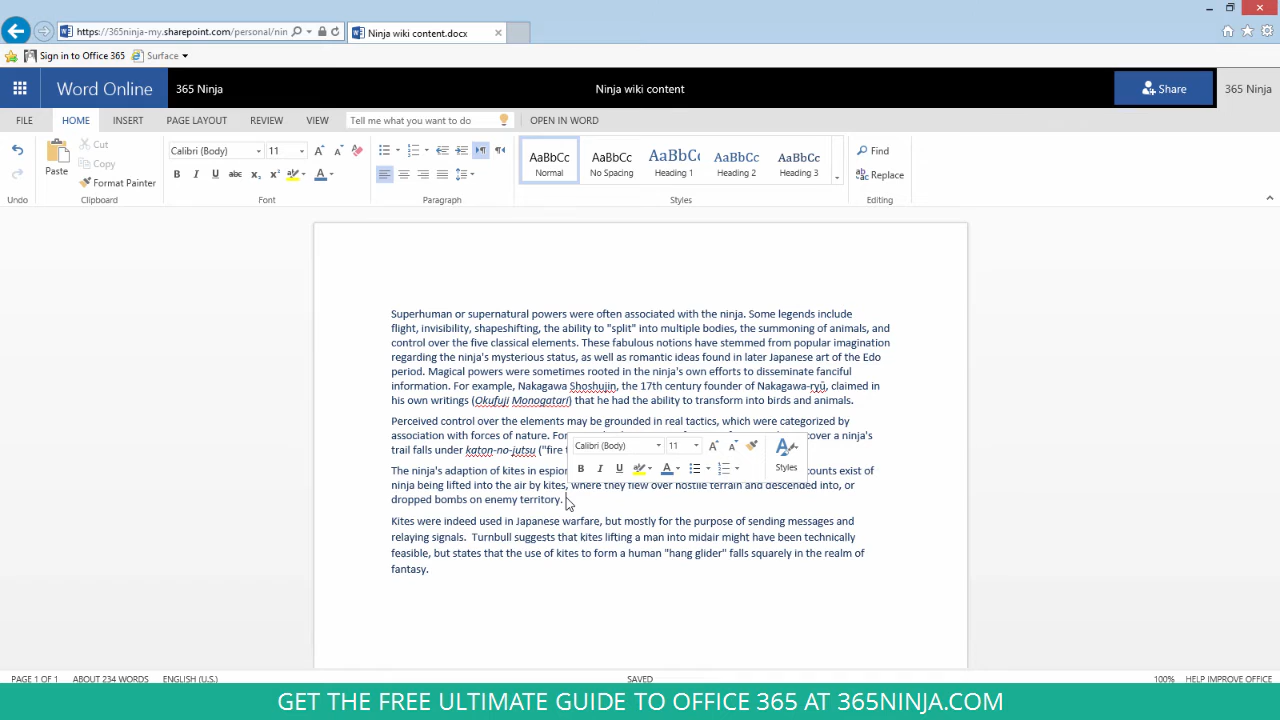 https://365ninja-my.sharepoint.com/personal/nin
Ninja wiki content.docx
Sign in to Office 365 Surface
Word Online 365 Ninja Ninja wiki content Share 365 Ninja
FILE HOME INSERT PAGE LAYOUT REVIEW VIEW Tell me what you want to do OPEN IN WORD
Paste Cut Copy Format Painter
Calibri (Body) 11
B I U abc x₂ x² A
AaBbCc AaBbCc AaBbC AaBbCc AaBbCc
Normal No Spacing Heading 1 Heading 2 Heading 3
Find
Replace
Undo Clipboard Font Paragraph Styles Editing
Superhuman or supernatural powers were often associated with the ninja. Some legends include
flight, invisibility, shapeshifting, the ability to "split" into multiple bodies, the summoning of animals, and
control over the five classical elements. These fabulous notions have stemmed from popular imagination
regarding the ninja's mysterious status, as well as romantic ideas found in later Japanese art of the Edo
period. Magical powers were sometimes rooted in the ninja's own efforts to disseminate fanciful
information. For example, Nakagawa Shoshujin, the 17th century founder of Nakagawa-ryū, claimed in
his own writings (Okufuji Monogatari) that he had the ability to transform into birds and animals.
Perceived control over the elements may be grounded in real tactics, which were categorized by
association with forces of nature. For cover a ninja's
trail falls under katon-no-jutsu ("fire
Calibri (Body) 11
B I U A Styles
The ninja's adaption of kites in espion counts exist of
ninja being lifted into the air by kites, where they flew over hostile terrain and descended into, or
dropped bombs on enemy territory.
Kites were indeed used in Japanese warfare, but mostly for the purpose of sending messages and
relaying signals. Turnbull suggests that kites lifting a man into midair might have been technically
feasible, but states that the use of kites to form a human "hang glider" falls squarely in the realm of
fantasy.
PAGE 1 OF 1 ABOUT 234 WORDS ENGLISH (U.S.) SAVED 100% HELP IMPROVE OFFICE
GET THE FREE ULTIMATE GUIDE TO OFFICE 365 AT 365NINJA.COM